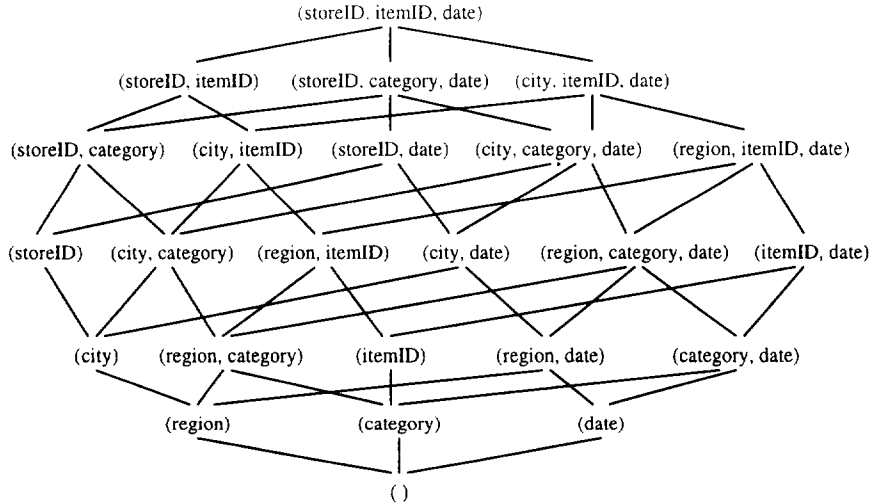 (storeID. itemID, date)
(storeID, itemID) (storeID. category, date) (city. itemID, date)
(storeID, category) (city, itemID) (storeID, date) (city, category, date) (region, itemID, date)
(storeID) (city, category) (region, itemID) (city, date) (region, category, date) (itemID, date)
(city) (region, category) (itemID) (region, date) (category, date)
(region) (category) (date)
( )